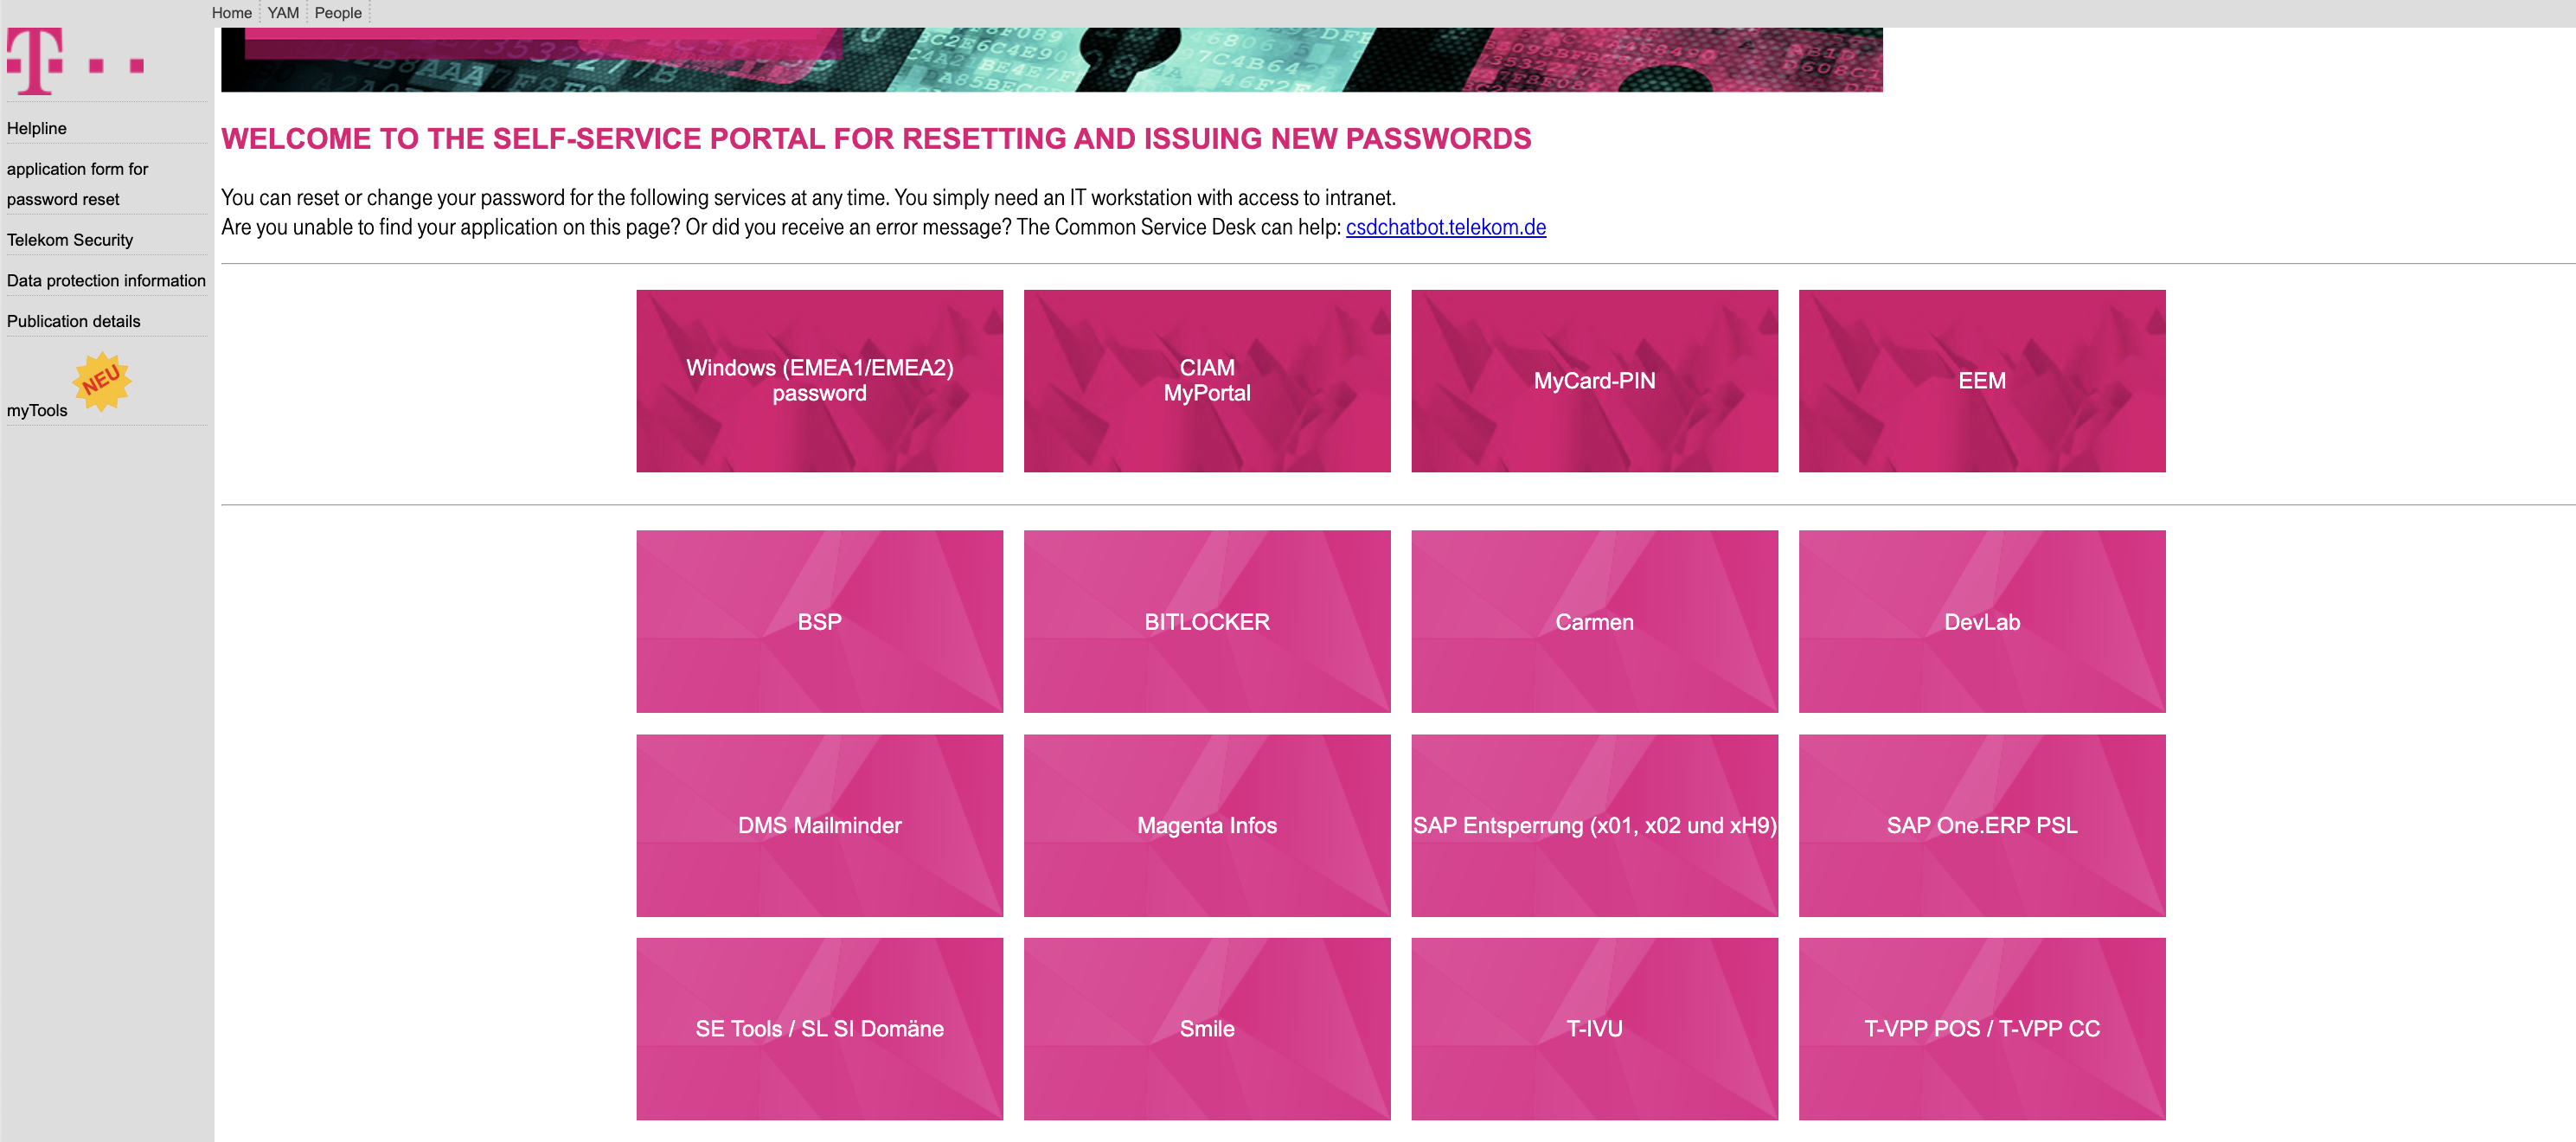 Home
YAM
People
T
Helpline
application form for
password reset
Telekom Security
Data protection information
Publication details
NEU
myTools
WELCOME TO THE SELF-SERVICE PORTAL FOR RESETTING AND ISSUING NEW PASSWORDS
You can reset or change your password for the following services at any time. You simply need an IT workstation with access to intranet.
Are you unable to find your application on this page? Or did you receive an error message? The Common Service Desk can help: csdchatbot.telekom.de
Windows (EMEA1/EMEA2)
password
CIAM
MyPortal
MyCard-PIN
EEM
BSP
BITLOCKER
Carmen
DevLab
DMS Mailminder
Magenta Infos
SAP Entsperrung (x01, x02 und xH9)
SAP One.ERP PSL
SE Tools / SL SI Domäne
Smile
T-IVU
T-VPP POS / T-VPP CC